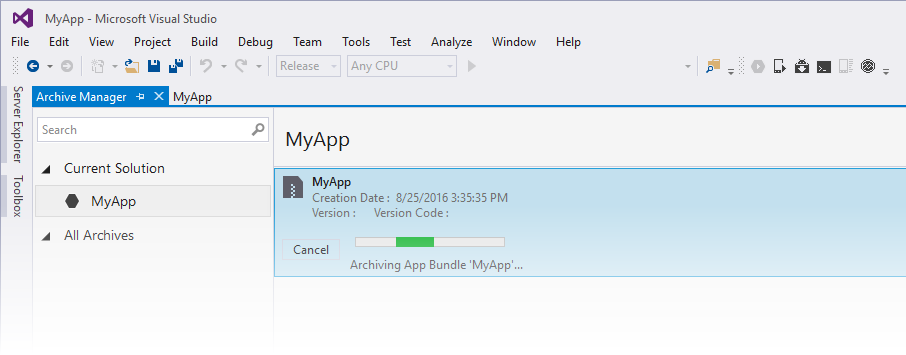 MyApp - Microsoft Visual Studio
File Edit View Project Build Debug Team Tools Test Analyze Window Help
Release Any CPU
Server Explorer
Toolbox
Archive Manager MyApp
Search
Current Solution
MyApp
All Archives
MyApp
MyApp
Creation Date : 8/25/2016 3:35:35 PM
Version : Version Code :
Cancel
Archiving App Bundle 'MyApp'...